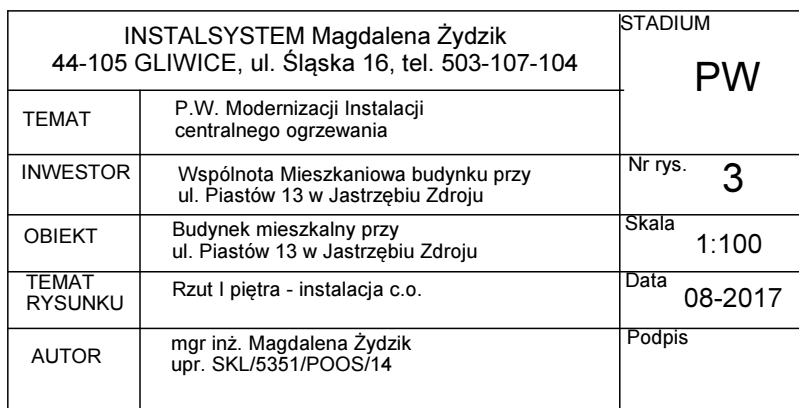 INSTALSYSTEM Magdalena Żydzik
44-105 GLIWICE, ul. Śląska 16, tel. 503-107-104
STADIUM
PW
TEMAT
P.W. Modernizacji Instalacji
centralnego ogrzewania
INWESTOR
Wspólnota Mieszkaniowa budynku przy
ul. Piastów 13 w Jastrzębiu Zdroju
Nr rys.
3
OBIEKT
Budynek mieszkalny przy
ul. Piastów 13 w Jastrzębiu Zdroju
Skala
1:100
TEMAT
RYSUNKU
Rzut I piętra - instalacja c.o.
Data
08-2017
AUTOR
mgr inż. Magdalena Żydzik
upr. SKL/5351/POOS/14
Podpis